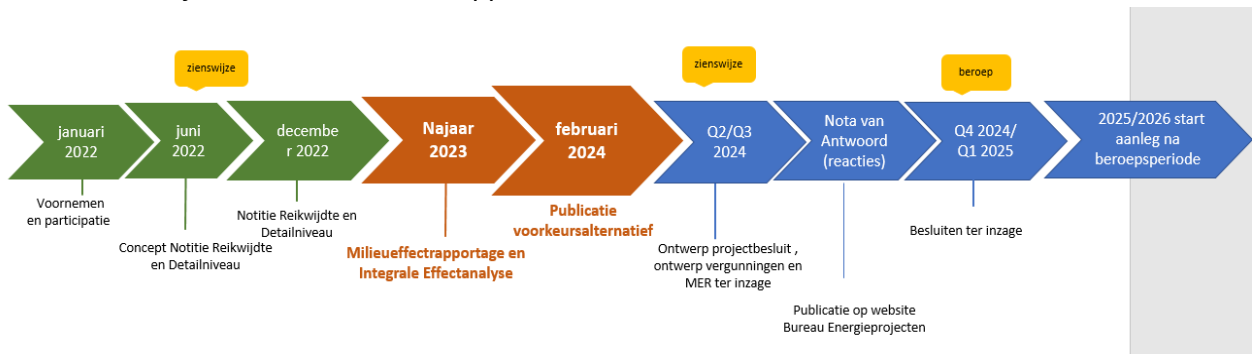 zienswijze
zienswijze
beroep
januari
2022
juni
2022
decembe
r 2022
Najaar
2023
februari
2024
Q2/Q3
2024
Nota van
Antwoord
(reacties)
Q4 2024/
Q1 2025
2025/2026 start
aanleg na
beroepsperiode
Voornemen
en participatie
Concept Notitie Reikwijdte
en Detailniveau
Notitie Reikwijdte en
Detailniveau
Milieueffectrapportage en
Integrale Effectanalyse
Publicatie
voorkeursalternatief
Ontwerp projectbesluit ,
ontwerp vergunningen en
MER ter inzage
Publicatie op website
Bureau Energieprojecten
Besluiten ter inzage